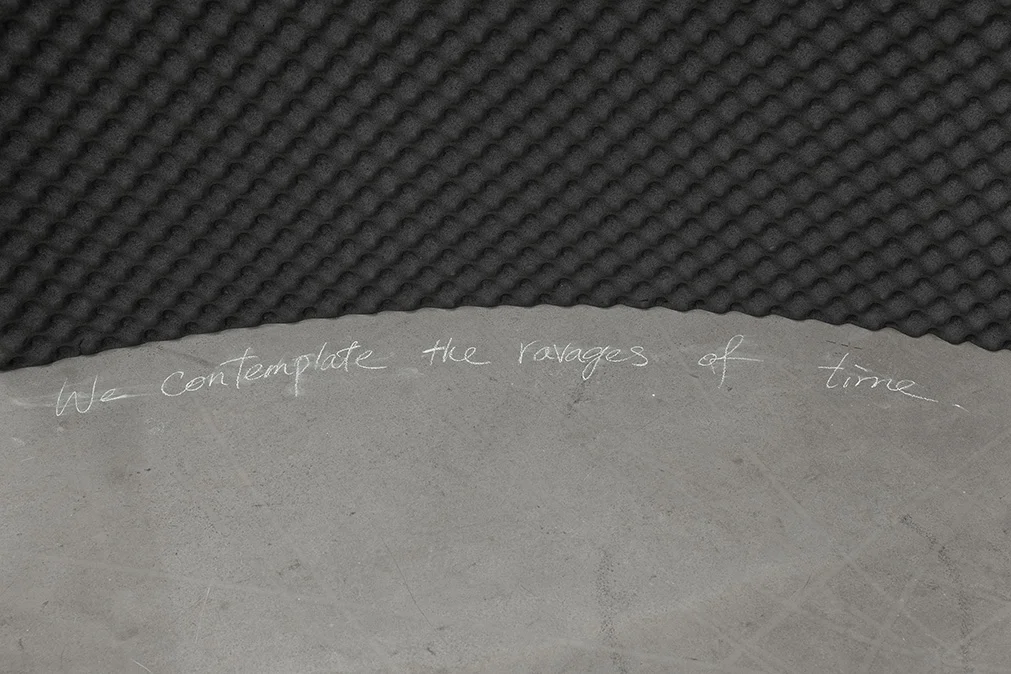 We contemplate the ravages of time.